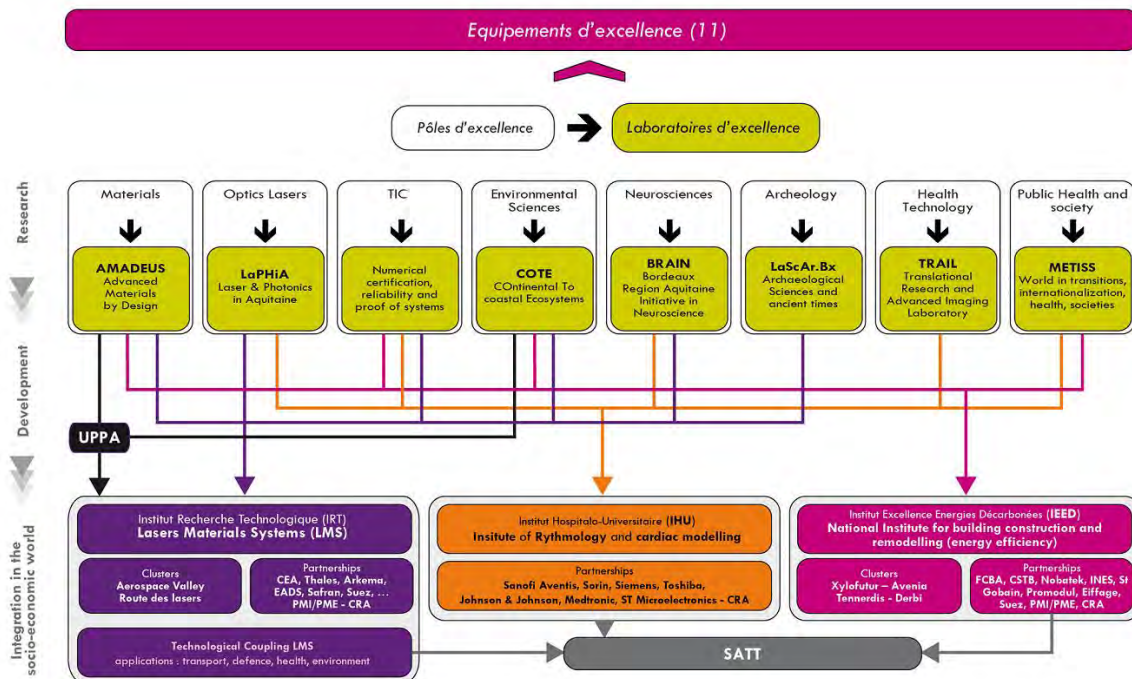 Equipements d'excellence (11)
Pôles d'excellence
Laboratoires d'excellence
Research
Materials
AMADEUS
Advanced
Materials
by Design
Optics Lasers
LaPHiA
Laser & Photonics
in Aquitaine
TIC
Numerical
certification,
reliability and
proof of systems
Environmental
Sciences
COTE
COntinental To
coastal Ecosystems
Neurosciences
BRAIN
Bordeaux
Region Aquitaine
Initiative in
Neuroscience
Archeology
LaScAr.Bx
Archaeological
Sciences and
ancient times
Health
Technology
TRAIL
Translational
Research and
Advanced Imaging
Laboratory
Public Health and
society
METISS
World in transitions,
internationalization,
health, societies
Development
UPPA
Integration in the
socio-economic world
Institut Recherche Technologique (IRT)
Lasers Materials Systems (LMS)
Clusters
Aerospace Valley
Route des lasers
Partnerships
CEA, Thales, Arkema,
EADS, Safran, Suez, ...
PMI/PME - CRA
Technological Coupling LMS
applications : transport, defence, health, environment
Institut Hospitalo-Universitaire (IHU)
Insitute of Rythmology and cardiac modelling
Partnerships
Sanofi Aventis, Sorin, Siemens, Toshiba,
Johnson & Johnson, Medtronic, ST Microelectronics - CRA
Institut Excellence Energies Décarbonées (IEED)
National Institute for building construction and
remodelling (energy efficiency)
Clusters
Xylofutur – Avenia
Tennerdis - Derbi
Partnerships
FCBA, CSTB, Nobatek, INES, St
Gobain, Promodul, Eiffage,
Suez, PMI/PME, CRA
SATT